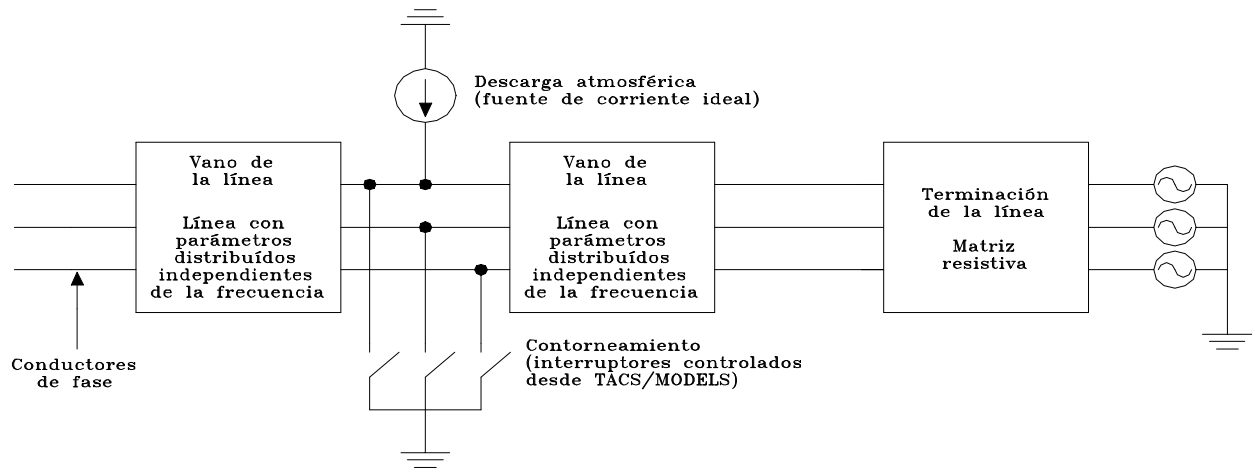 Descarga atmosférica
(fuente de corriente ideal)
Vano de
la línea
Línea con
parámetros
distribuídos
independientes
de la frecuencia
Vano de
la línea
Línea con
parámetros
distribuídos
independientes
de la frecuencia
Terminación
de la línea
Matriz
resistiva
Conductores
de fase
Contorneamiento
(interruptores controlados
desde TACS/MODELS)